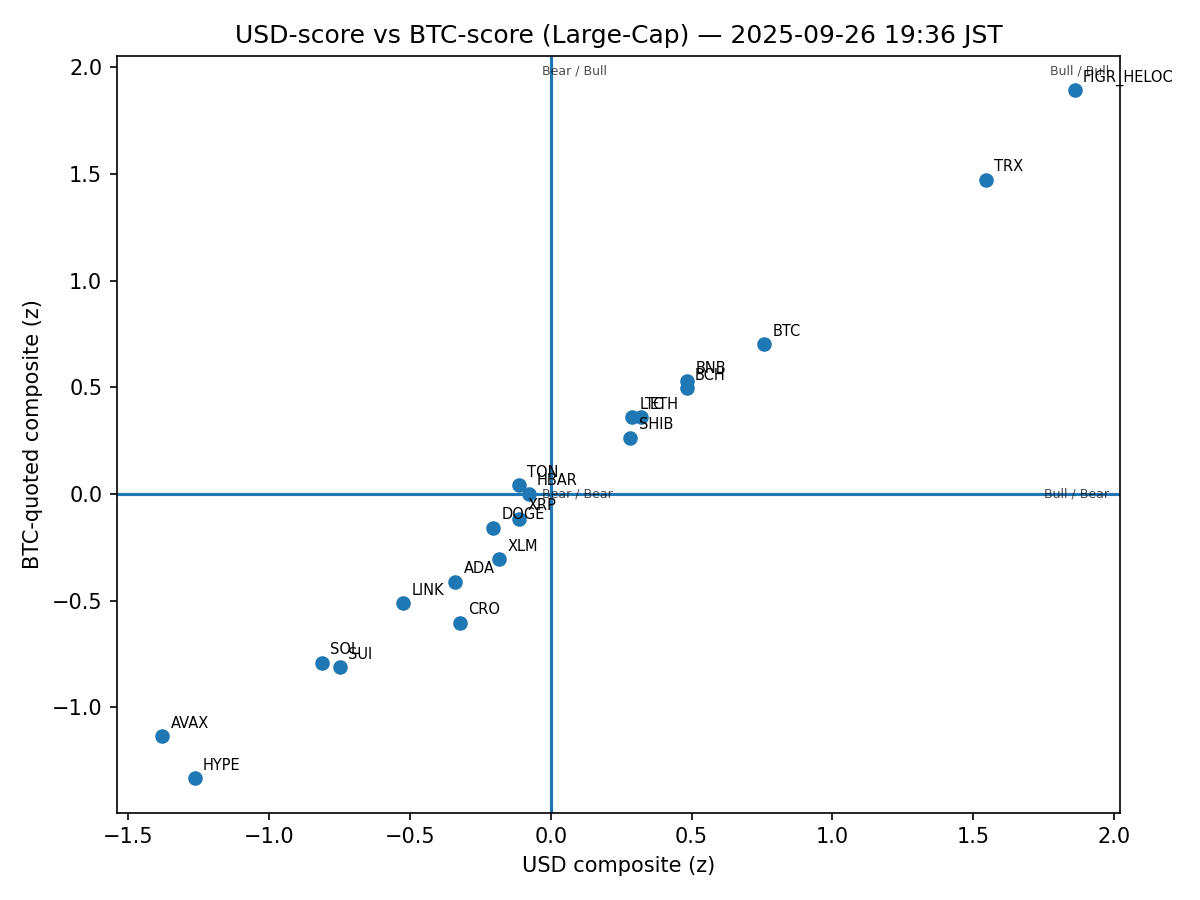 USD-score vs BTC-score (Large-Cap) — 2025-09-26 19:36 JST
2.0
Bear / Bull
Bull / Bull
FIGR_HELOC
TRX
1.5
1.0
BTC
BNB
BCH
0.5
LTC
ETH
SHIB
TON
HBAR
0.0
Bear / Bear
Bull / Bear
XRP
DOGE
XLM
ADA
LINK
−0.5
CRO
SOL
SUI
−1.0
AVAX
HYPE
−1.5
−1.0
−0.5
0.0
0.5
1.0
1.5
2.0
USD composite (z)
BTC-quoted composite (z)